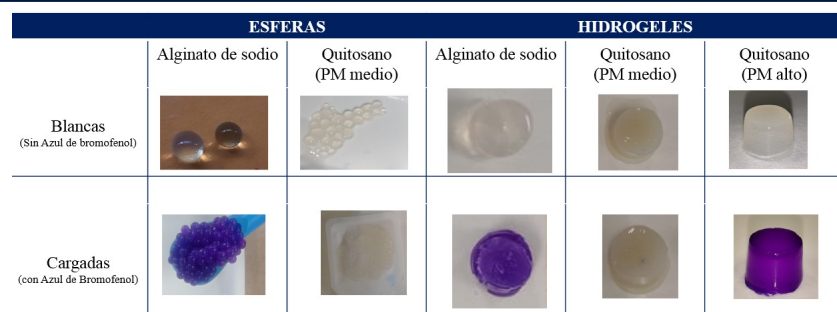 ESFERAS HIDROGELES
Alginato de sodio Quitosano (PM medio) Alginato de sodio Quitosano (PM medio) Quitosano (PM alto)
Blancas
(Sin Azul de bromofenol)
Cargadas
(con Azul de Bromofenol)